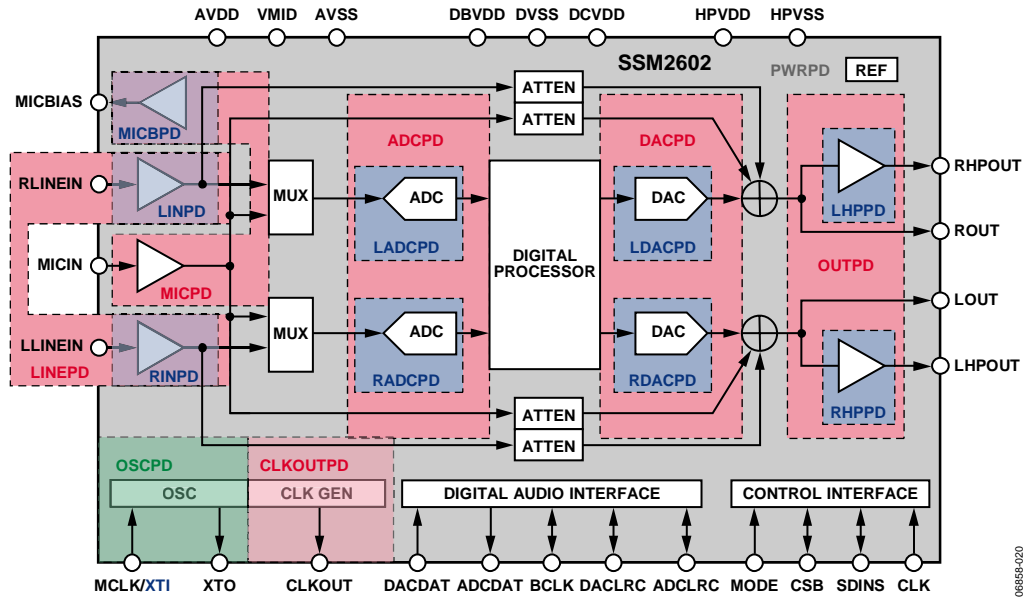 AVDD VMID AVSS DBVDD DVSS DCVDD HPVDD HPVSS
SSM2602
PWRPD REF
MICBIAS
MICBPD
ATTEN
ATTEN
ADCPD
DACPD
RLINEIN
LINPD
MUX
ADC
LADCPD
DAC
LDACPD
LHPPD
RHPOUT
ROUT
MICIN
MICPD
DIGITAL
PROCESSOR
OUTPD
LOUT
MUX
ADC
RADCPD
DAC
RDACPD
LLINEIN
LINEPD
RINPD
RHPPD
LHPOUT
ATTEN
ATTEN
OSCPD
CLKOUTPD
OSC
CLK GEN
DIGITAL AUDIO INTERFACE
CONTROL INTERFACE
MCLK/XTI XTO CLKOUT DACDAT ADCDAT BCLK DACLRC ADCLRC MODE CSB SDINS CLK
06858-020